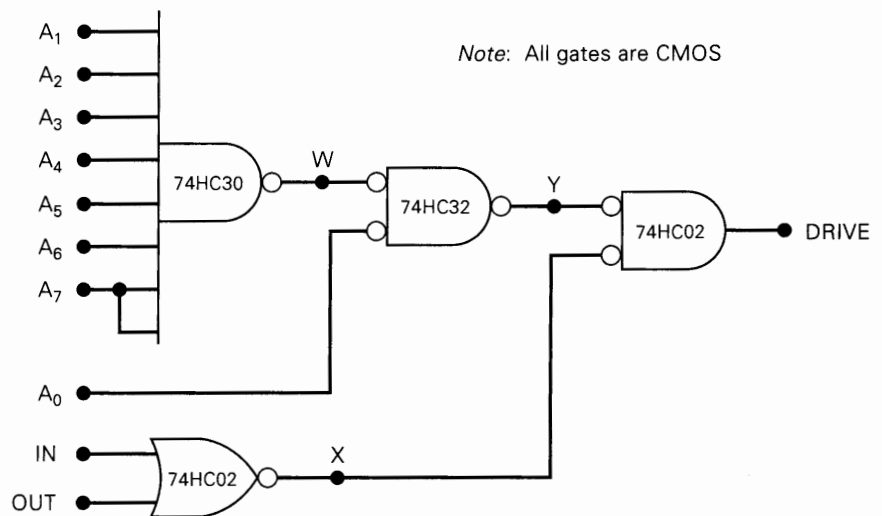 A1
Note: All gates are CMOS
A2
A3
A4
W
74HC30
Y
A5
74HC32
74HC02
DRIVE
A6
A7
A0
IN
X
74HC02
OUT